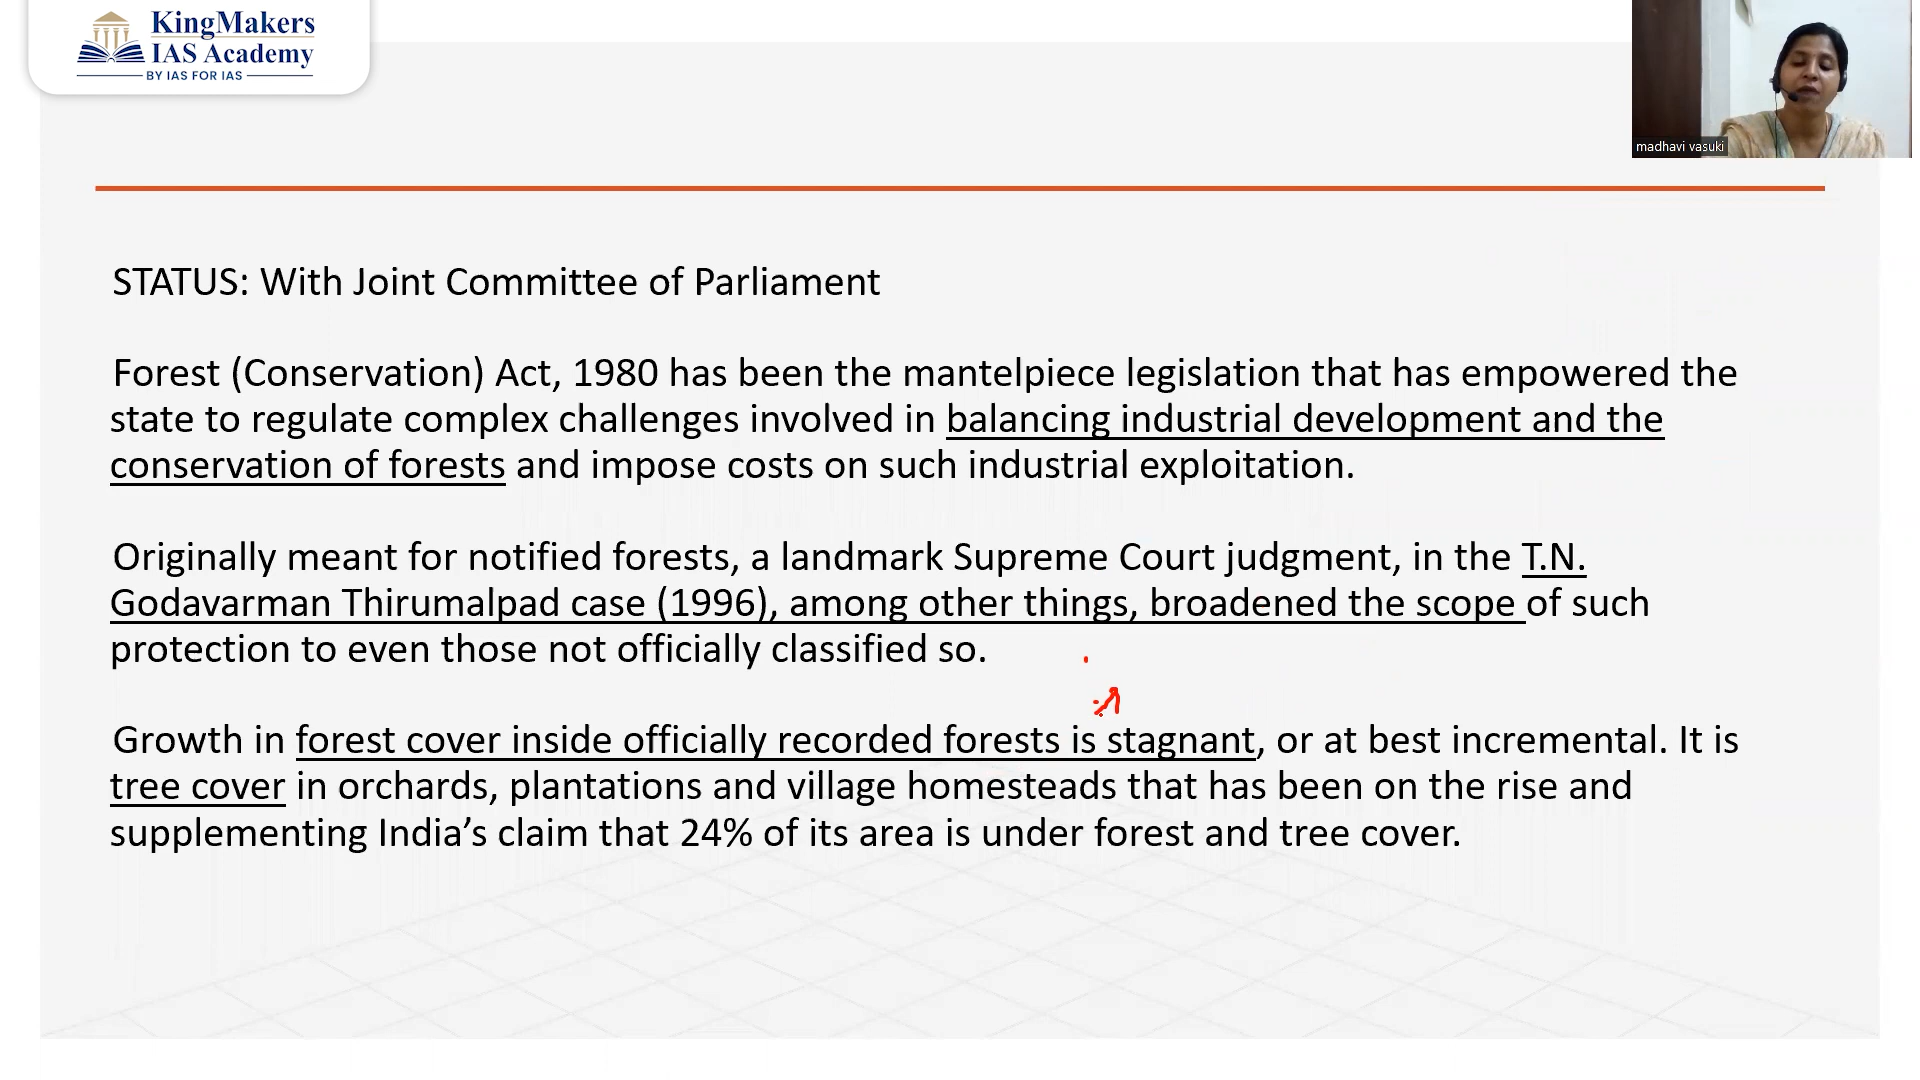 KingMakers
IAS Academy
BY IAS FOR IAS
madhavi vasuki
STATUS: With Joint Committee of Parliament
Forest (Conservation) Act, 1980 has been the mantelpiece legislation that has empowered the
state to regulate complex challenges involved in balancing industrial development and the
conservation of forests and impose costs on such industrial exploitation.
Originally meant for notified forests, a landmark Supreme Court judgment, in the T.N.
Godavarman Thirumalpad case (1996), among other things, broadened the scope of such
protection to even those not officially classified so.
Growth in forest cover inside officially recorded forests is stagnant, or at best incremental. It is
tree cover in orchards, plantations and village homesteads that has been on the rise and
supplementing India’s claim that 24% of its area is under forest and tree cover.